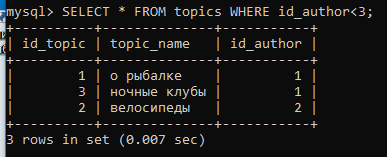 mysql> SELECT * FROM topics WHERE id_author<3;
+----------+--------------+-----------+
| id_topic | topic_name | id_author |
+----------+--------------+-----------+
| 1 | о рыбалке | 1 |
| 3 | ночные клубы | 1 |
| 2 | велосипеды | 2 |
+----------+--------------+-----------+
3 rows in set (0.007 sec)